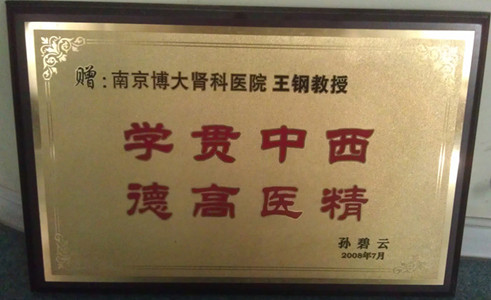 赠：南京博大肾科医院 王钢教授
学贯中西
德高医精
孙碧云
2008年7月